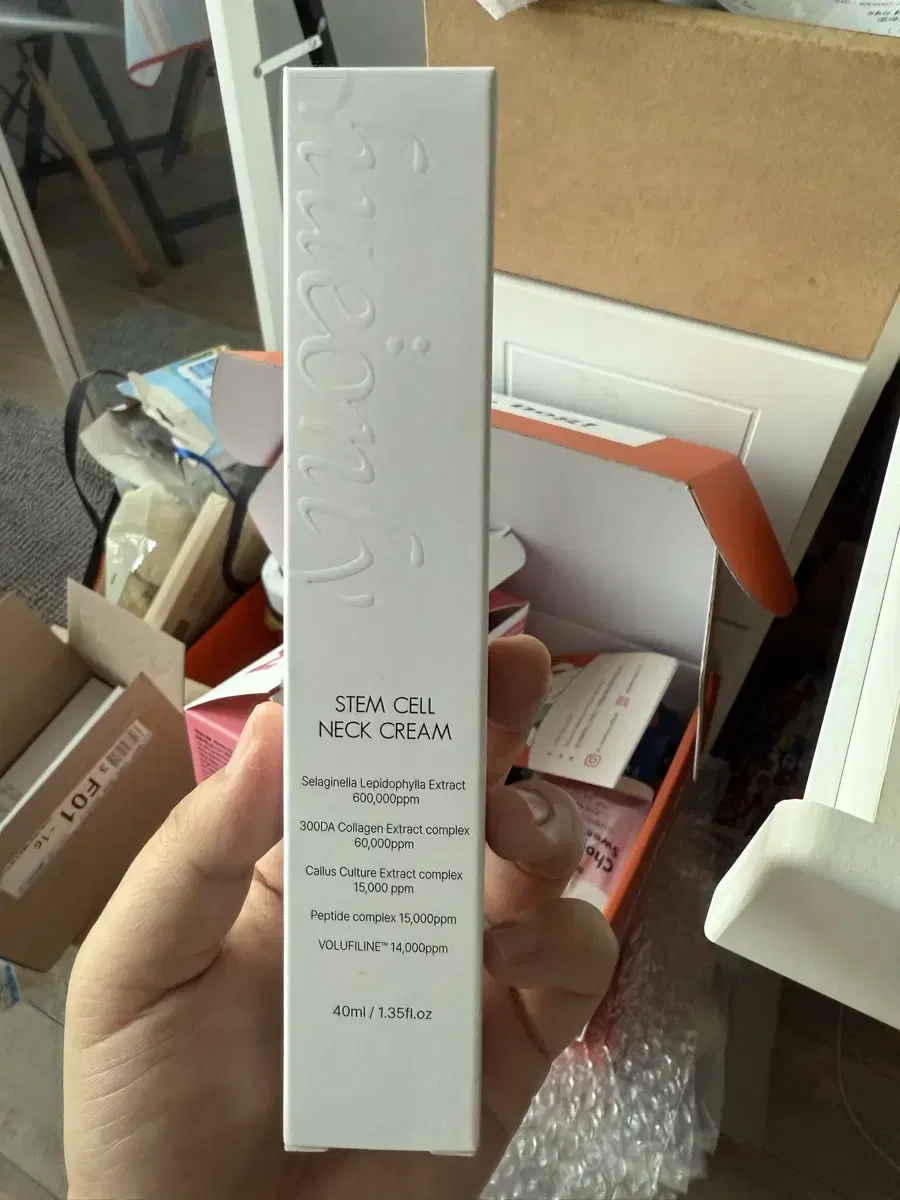 STEM CELL
NECK CREAM
Selaginella Lepidophylla Extract
600,000ppm
300DA Collagen Extract complex
60,000ppm
Callus Culture Extract complex
15,000 ppm
Peptide complex 15,000ppm
VOLUFILINE™ 14,000ppm
40ml / 1.35fl.oz
F01